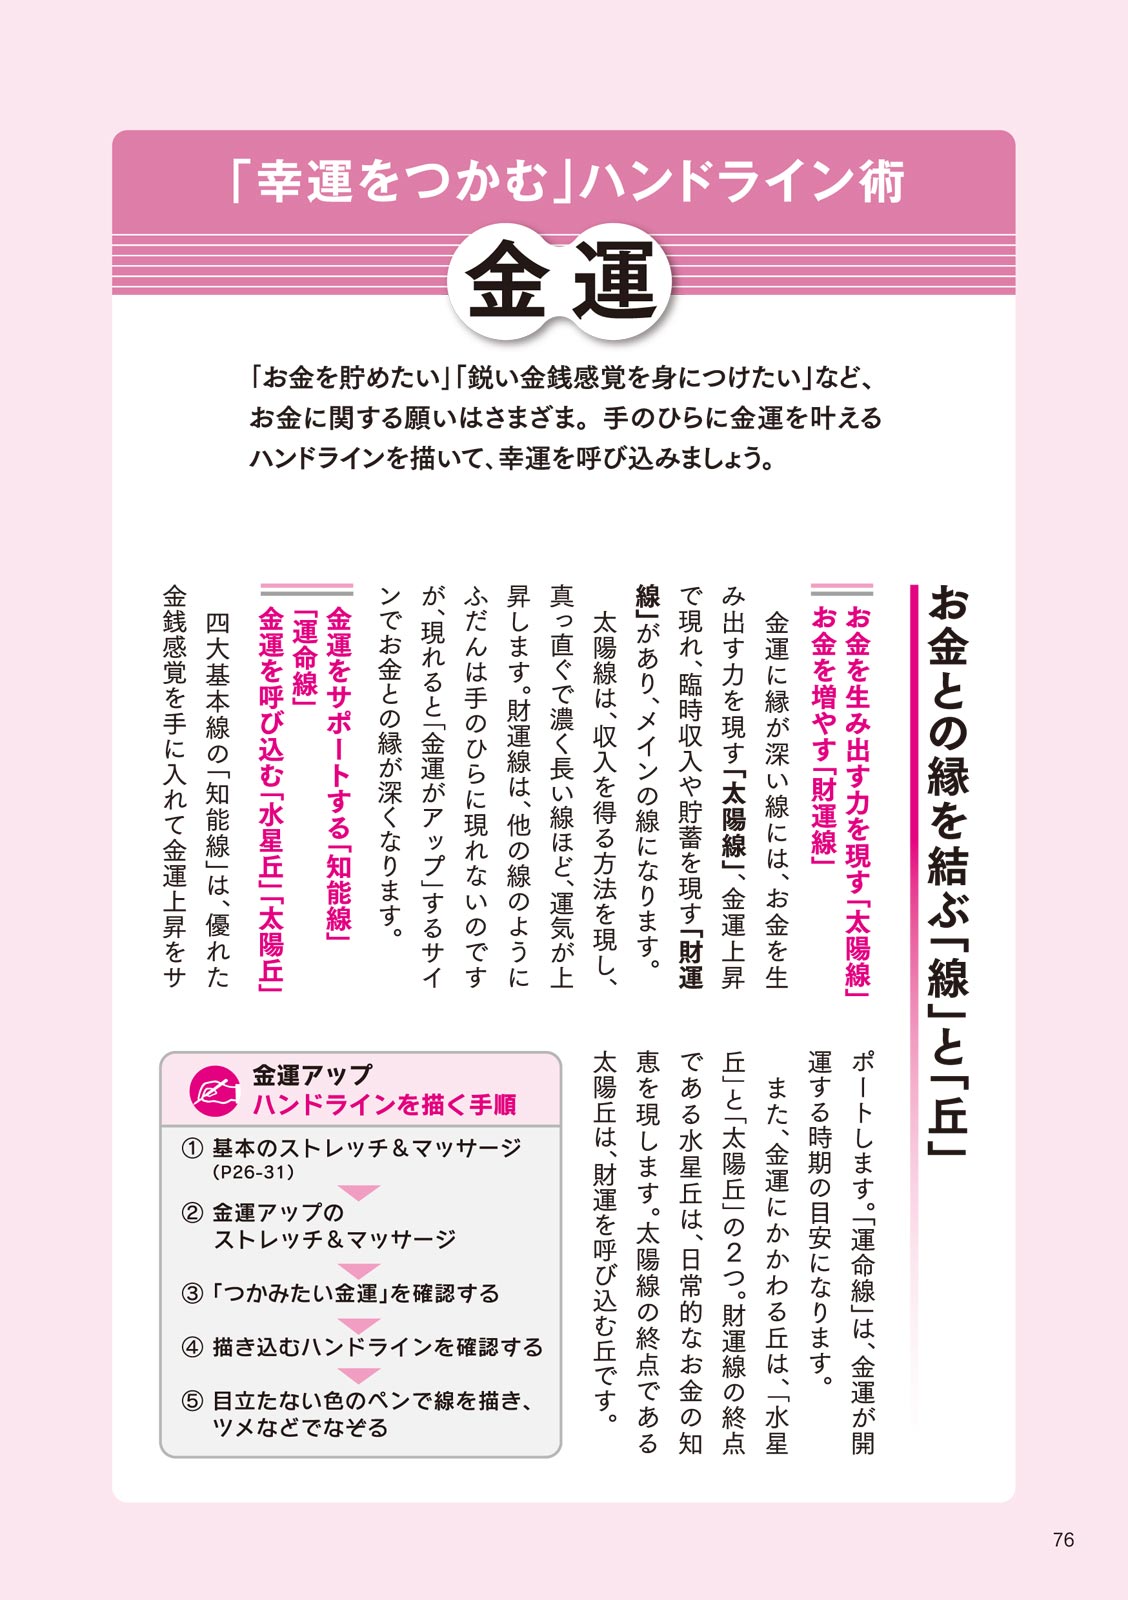 「幸運をつかむ」ハンドライン術
金運
「お金を貯めたい」「鋭い金銭感覚を身につけたい」など、
お金に関する願いはさまざま。手のひらに金運を叶える
ハンドラインを描いて、幸運を呼び込みましょう。
お金との縁を結ぶ「線」と「丘」
お金を生み出す力を現す「太陽線」
お金を増やす「財運線」
金運に縁が深い線には、お金を生
み出す力を現す「太陽線」、金運上昇
で現れ、臨時収入や貯蓄を現す「財運
線」があり、メインの線になります。
太陽線は、収入を得る方法を現し、
真っ直ぐで濃く長い線ほど、運気が上
昇します。財運線は、他の線のように
ふだんは手のひらに現れないのです
が、現れると「金運がアップ」するサイ
ンでお金との縁が深くなります。
金運をサポートする「知能線」
「運命線」
金運を呼び込む「水星丘」「太陽丘」
四大基本線の「知能線」は、優れた
金銭感覚を手に入れて金運上昇をサ
ポートします。「運命線」は、金運が開
運する時期の目安になります。
また、金運にかかわる丘は、「水星
丘」と「太陽丘」の2つ。財運線の終点
である水星丘は、日常的なお金の知
恵を現します。太陽線の終点である
太陽丘は、財運を呼び込む丘です。
金運アップ
ハンドラインを描く手順
① 基本のストレッチ＆マッサージ
（P26-31）
② 金運アップの
ストレッチ＆マッサージ
③ 「つかみたい金運」を確認する
④ 描き込むハンドラインを確認する
⑤ 目立たない色のペンで線を描き、
ツメなどでなぞる
76